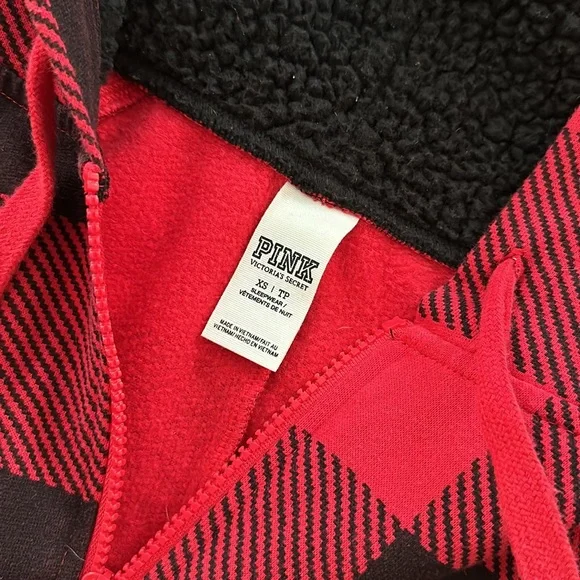 PINK
VICTORIA'S SECRET
XS | TP
SLEEPWEAR/
VÊTEMENTS DE NUIT
MADE IN VIETNAM/FAIT AU
VIETNAM/HECHO EN VIETNAM